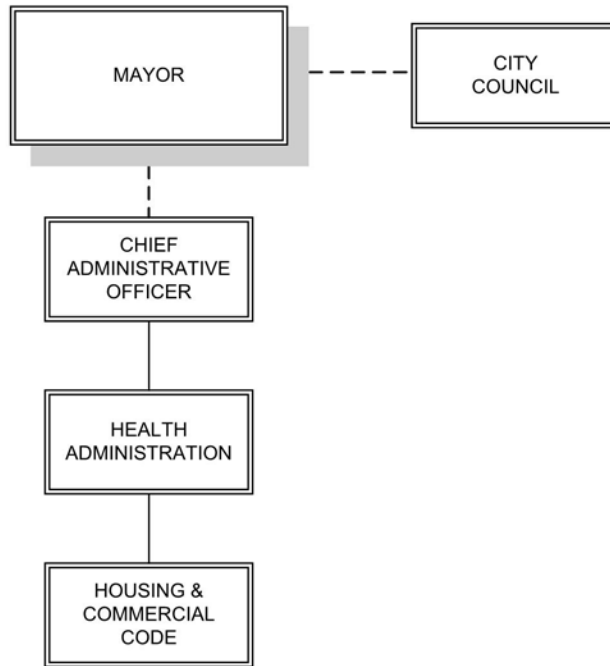 MAYOR
CITY
COUNCIL
CHIEF
ADMINISTRATIVE
OFFICER
HEALTH
ADMINISTRATION
HOUSING &
COMMERCIAL
CODE